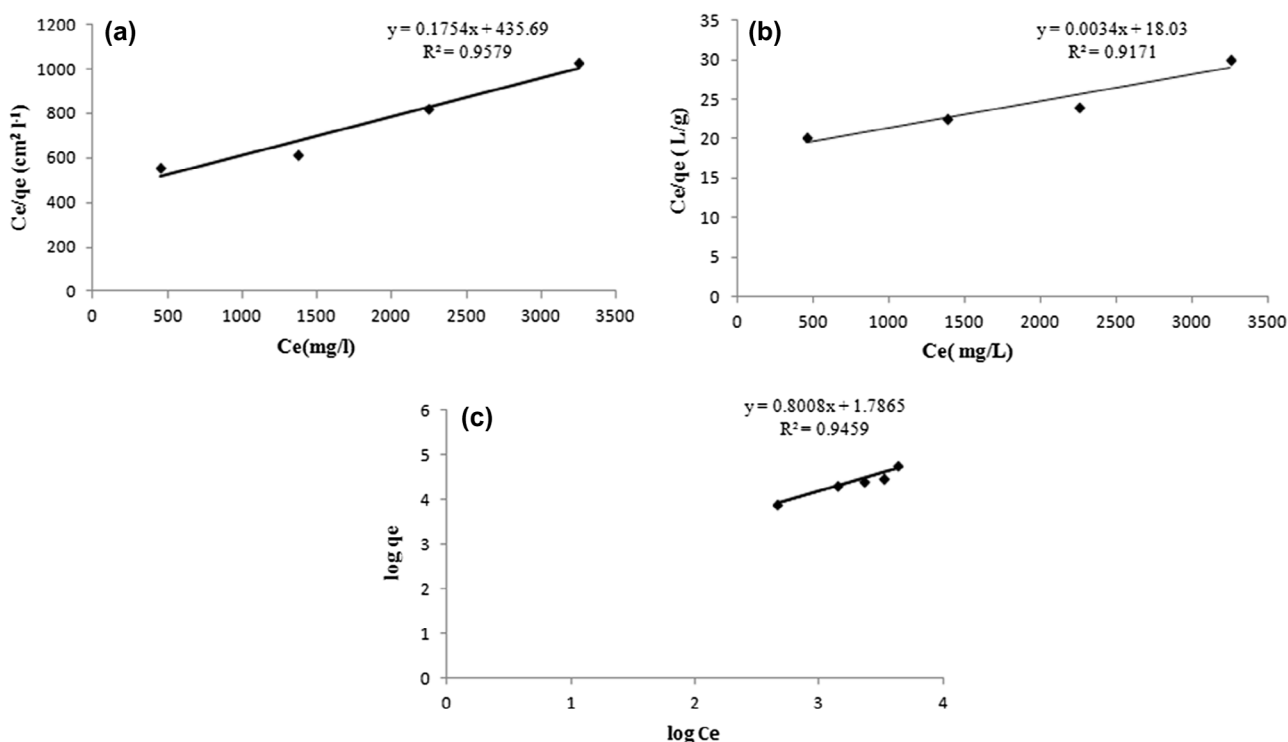 (a)
y = 0.1754x + 435.69
R² = 0.9579
Ce/qe (cm² l⁻¹)
1200
1000
800
600
400
200
0
0 500 1000 1500 2000 2500 3000 3500
Ce(mg/l)
(b)
y = 0.0034x + 18.03
R² = 0.9171
Ce/qe ( L/g)
35
30
25
20
15
10
5
0
0 500 1000 1500 2000 2500 3000 3500
Ce( mg/L)
(c)
y = 0.8008x + 1.7865
R² = 0.9459
log qe
6
5
4
3
2
1
0
0 1 2 3 4
log Ce